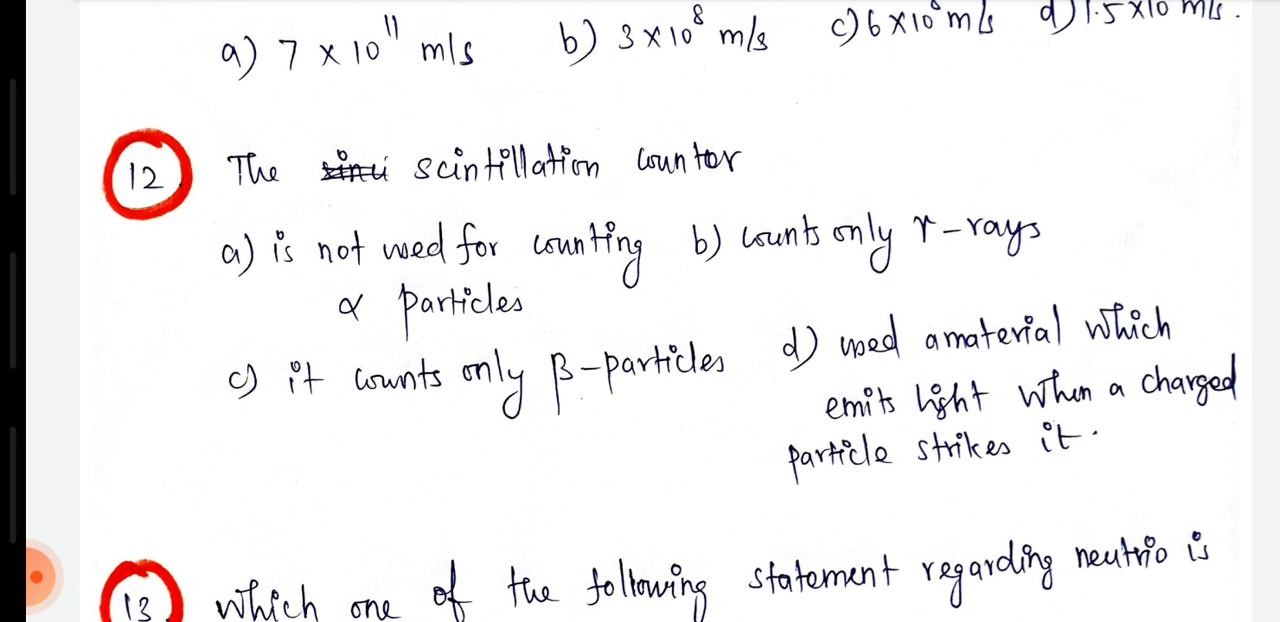 a) 7 x 10¹¹ m/s b) 3 x 10⁸ m/s c) 6 x 10⁸ m/s d) 1.5 x 10 m/s.
12 The scintillation counter
a) is not used for counting b) counts only γ-rays
α particles
c) it counts only β-particles d) used a material which
emits light when a charged
particle strikes it.
13 which one of the following statement regarding neutrio is